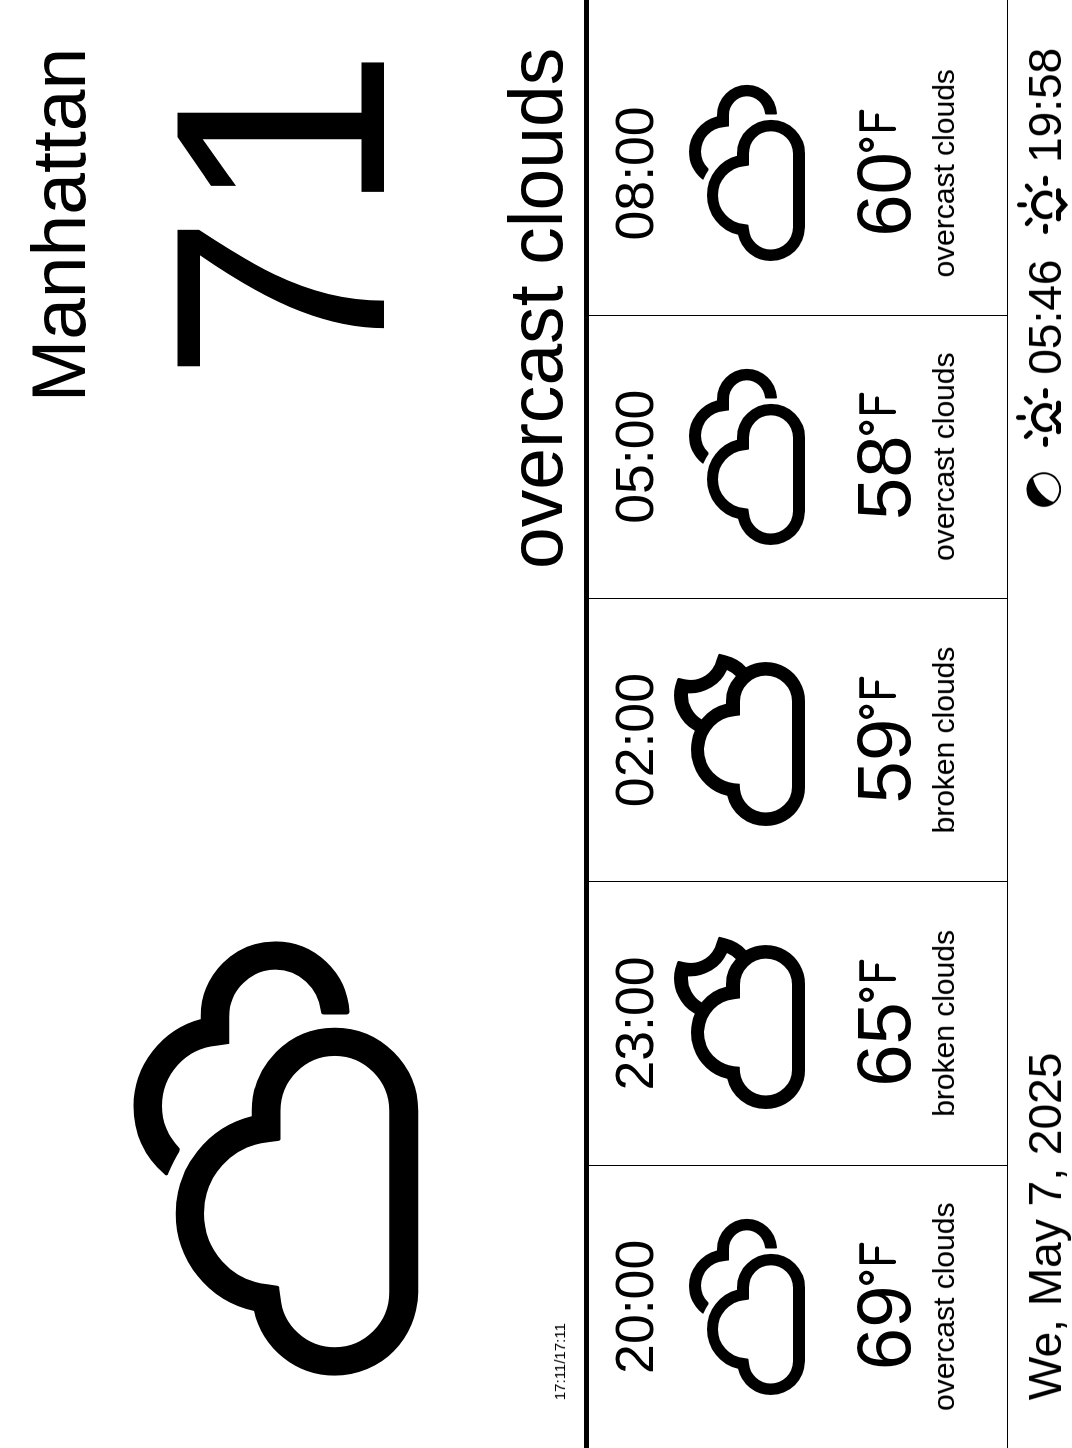 Manhattan
71
overcast clouds
17:11/17:11
20:00 23:00 02:00 05:00 08:00
69°F 65°F 59°F 58°F 60°F
overcast clouds broken clouds broken clouds overcast clouds overcast clouds
We, May 7, 2025 05:46 19:58